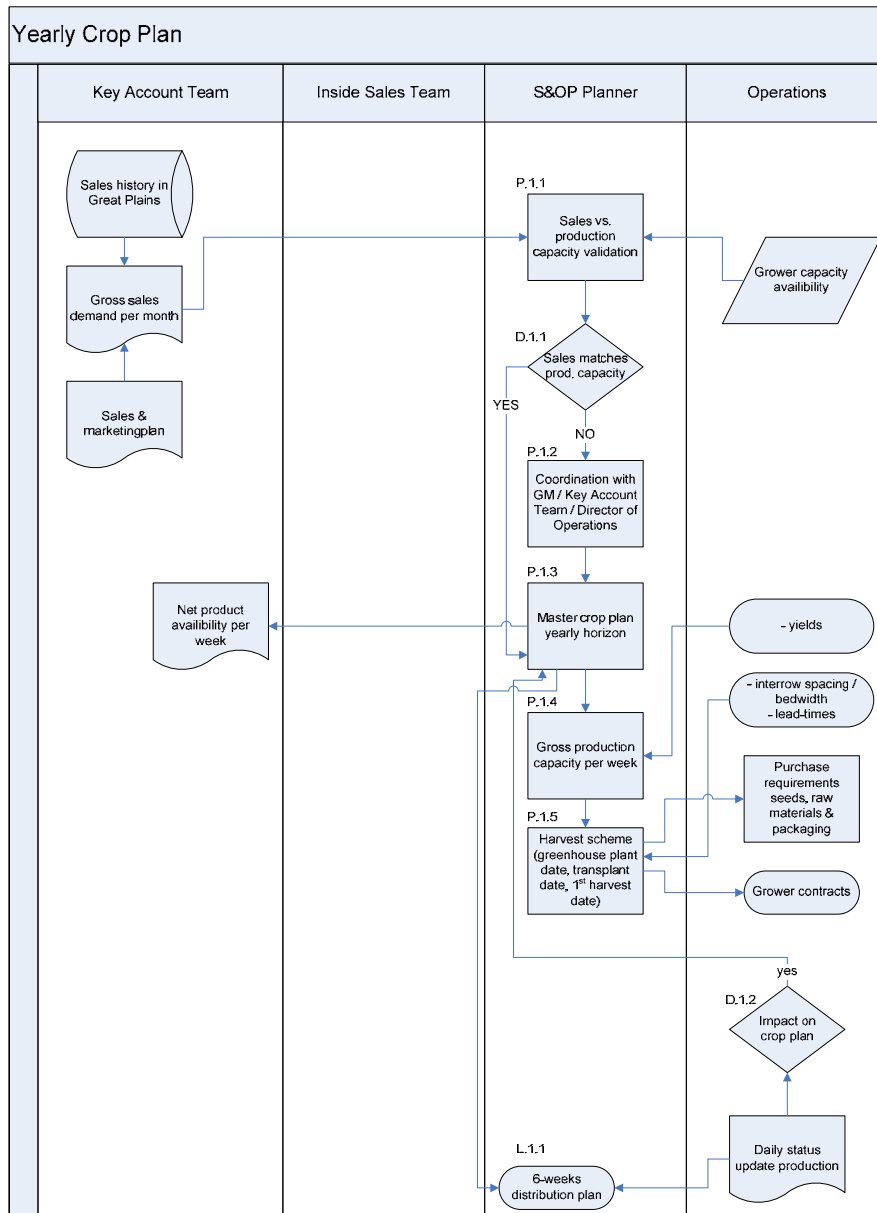 Yearly Crop Plan
Key Account Team
Inside Sales Team
S&OP Planner
Operations
Sales history in
Great Plains
Gross sales
demand per month
Sales &
marketingplan
P.1.1
Sales vs.
production
capacity validation
Grower capacity
availibility
D.1.1
Sales matches
prod. capacity
YES
NO
P.1.2
Coordination with
GM / Key Account
Team / Director of
Operations
P.1.3
Master crop plan
yearly horizon
Net product
availibility per
week
- yields
- interrow spacing /
bedwidth
- lead-times
P.1.4
Gross production
capacity per week
Purchase
requirements
seeds, raw
materials &
packaging
P.1.5
Harvest scheme
(greenhouse plant
date, transplant
date, 1st harvest
date)
Grower contracts
yes
D.1.2
Impact on
crop plan
Daily status
update production
L.1.1
6-weeks
distribution plan